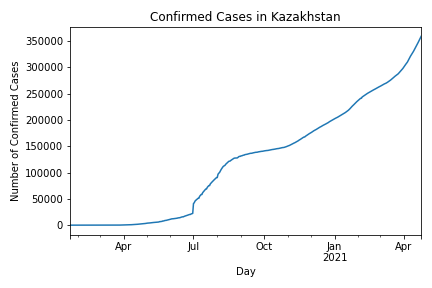 Confirmed Cases in Kazakhstan
Number of Confirmed Cases
350000
300000
250000
200000
150000
100000
50000
0
Apr Jul Oct Jan Apr
2021
Day